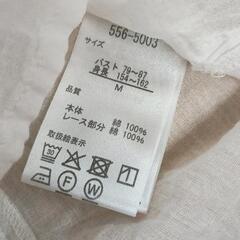 556-5003
サイズ
バスト 79～87
身長 154～162
M
品質
本体 綿 100%
レース部分 綿 100%
取扱絵表示
30
F W